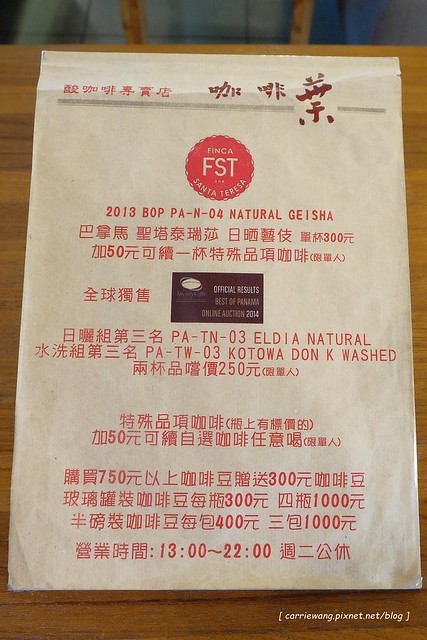 酸咖啡專賣店 咖啡葉
FINCA
FST
SANTA TERESA
2013 BOP PA-N-04 NATURAL GEISHA
巴拿馬 聖塔泰瑞莎 日晒藝伎 單杯300元
加50元可續一杯特殊品項咖啡(限單人)
全球獨售
OFFICIAL RESULTS
BEST OF PANAMA
ONLINE AUCTION 2014
日曬組第三名 PA-TN-03 ELDIA NATURAL
水洗組第三名 PA-TW-03 KOTOWA DON K WASHED
兩杯品嚐價250元(限單人)
特殊品項咖啡(瓶上有標價的)
加50元可續自選咖啡任意喝(限單人)
購買750元以上咖啡豆贈送300元咖啡豆
玻璃罐裝咖啡豆每瓶300元 四瓶1000元
半磅裝咖啡豆每包400元 三包1000元
營業時間:13:00~22:00 週二公休
[ carriewang.pixnet.net/blog ]